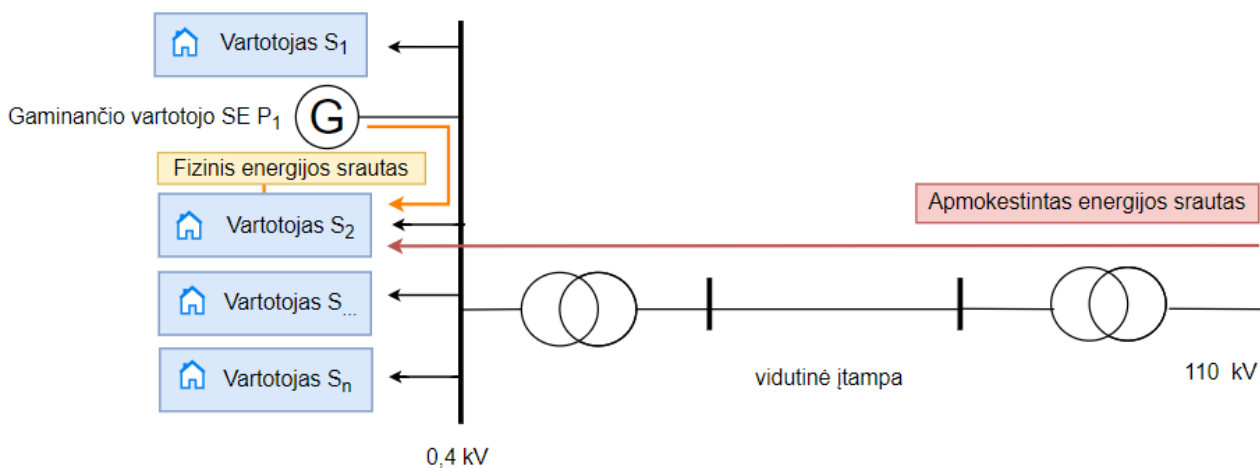 Vartotojas S₁
Gaminančio vartotojo SE P₁
G
Fizinis energijos srautas
Apmokestintas energijos srautas
Vartotojas S₂
Vartotojas S...
Vartotojas Sₙ
vidutinė įtampa
110 kV
0,4 kV